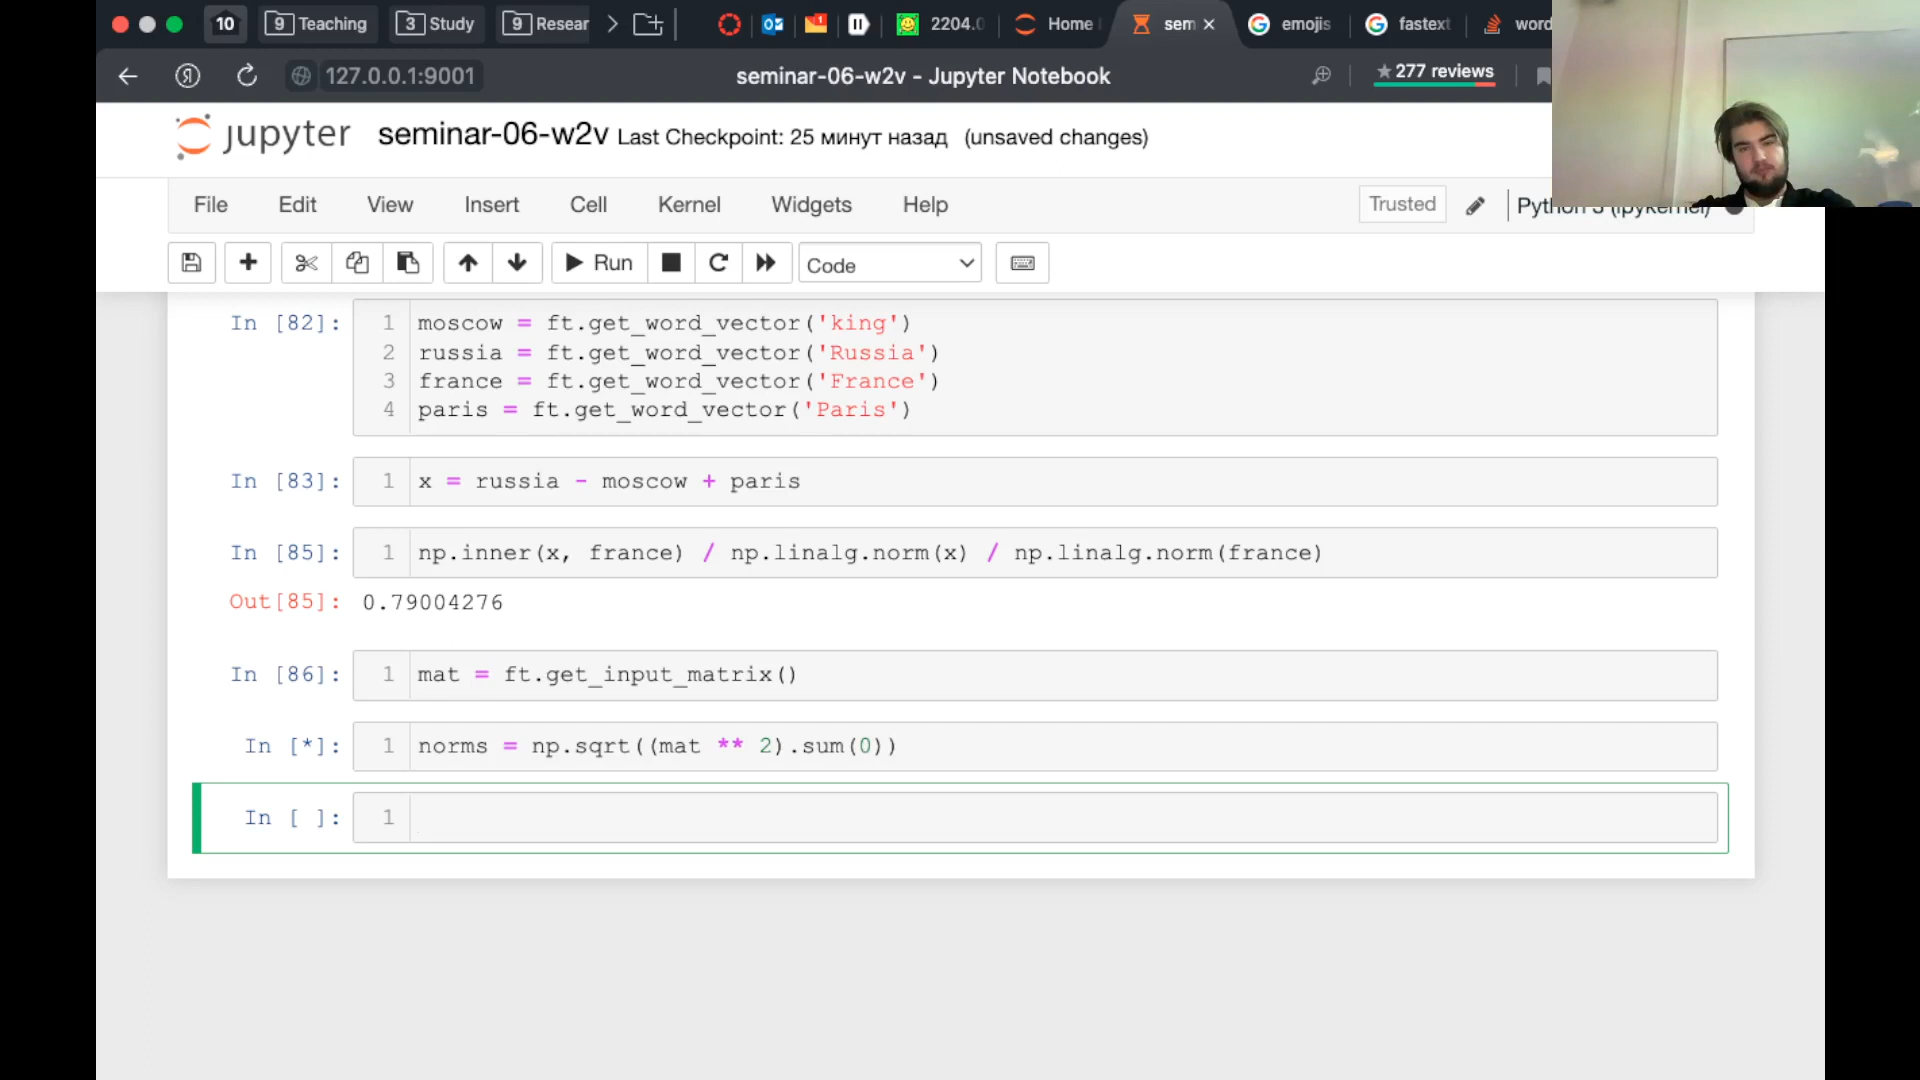 10 9 Teaching 3 Study 9 Resear 2204.0 Home sem emojis fastext word
127.0.0.1:9001 seminar-06-w2v - Jupyter Notebook ★277 reviews
jupyter seminar-06-w2v Last Checkpoint: 25 минут назад (unsaved changes)
File Edit View Insert Cell Kernel Widgets Help Trusted Python 3 (ipykernel)
Run Code
In [82]: 1 moscow = ft.get_word_vector('king')
2 russia = ft.get_word_vector('Russia')
3 france = ft.get_word_vector('France')
4 paris = ft.get_word_vector('Paris')
In [83]: 1 x = russia - moscow + paris
In [85]: 1 np.inner(x, france) / np.linalg.norm(x) / np.linalg.norm(france)
Out[85]: 0.79004276
In [86]: 1 mat = ft.get_input_matrix()
In [*]: 1 norms = np.sqrt((mat ** 2).sum(0))
In [ ]: 1